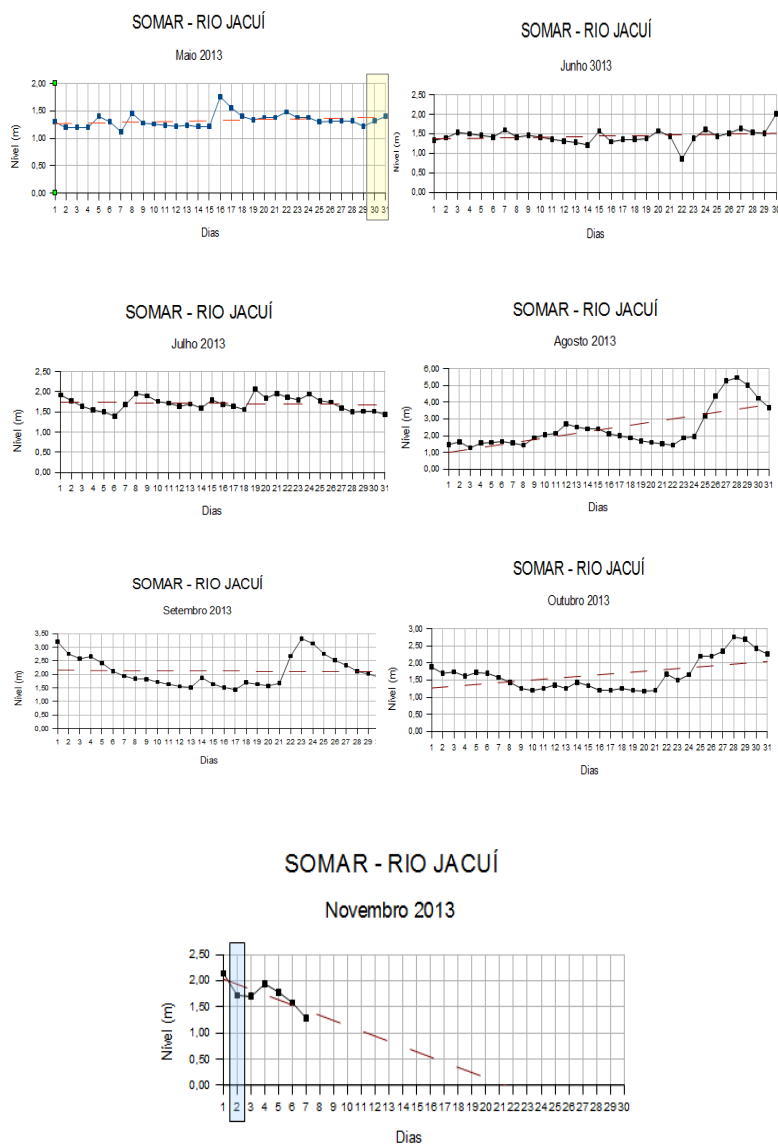 SOMAR - RIO JACUÍ
Maio 2013
2,00
1,50
1,00
0,50
0,00
Nível (m)
1 2 3 4 5 6 7 8 9 10 11 12 13 14 15 16 17 18 19 20 21 22 23 24 25 26 27 28 29 30 31
Dias
SOMAR - RIO JACUÍ
Junho 3013
2,50
2,00
1,50
1,00
0,50
0,00
Nível (m)
1 2 3 4 5 6 7 8 9 10 11 12 13 14 15 16 17 18 19 20 21 22 23 24 25 26 27 28 29 30
Dias
SOMAR - RIO JACUÍ
Julho 2013
2,50
2,00
1,50
1,00
0,50
0,00
Nível (m)
1 2 3 4 5 6 7 8 9 10 11 12 13 14 15 16 17 18 19 20 21 22 23 24 25 26 27 28 29 30 31
Dias
SOMAR - RIO JACUÍ
Agosto 2013
6,00
5,00
4,00
3,00
2,00
1,00
0,00
Nível (m)
1 2 3 4 5 6 7 8 9 10 11 12 13 14 15 16 17 18 19 20 21 22 23 24 25 26 27 28 29 30 31
Dias
SOMAR - RIO JACUÍ
Setembro 2013
3,50
3,00
2,50
2,00
1,50
1,00
0,50
0,00
Nível (m)
1 2 3 4 5 6 7 8 9 10 11 12 13 14 15 16 17 18 19 20 21 22 23 24 25 26 27 28 29
Dias
SOMAR - RIO JACUÍ
Outubro 2013
3,00
2,50
2,00
1,50
1,00
0,50
0,00
Nível (m)
1 2 3 4 5 6 7 8 9 10 11 12 13 14 15 16 17 18 19 20 21 22 23 24 25 26 27 28 29 30 31
Dias
SOMAR - RIO JACUÍ
Novembro 2013
2,50
2,00
1,50
1,00
0,50
0,00
Nível (m)
1 2 3 4 5 6 7 8 9 10 11 12 13 14 15 16 17 18 19 20 21 22 23 24 25 26 27 28 29 30
Dias